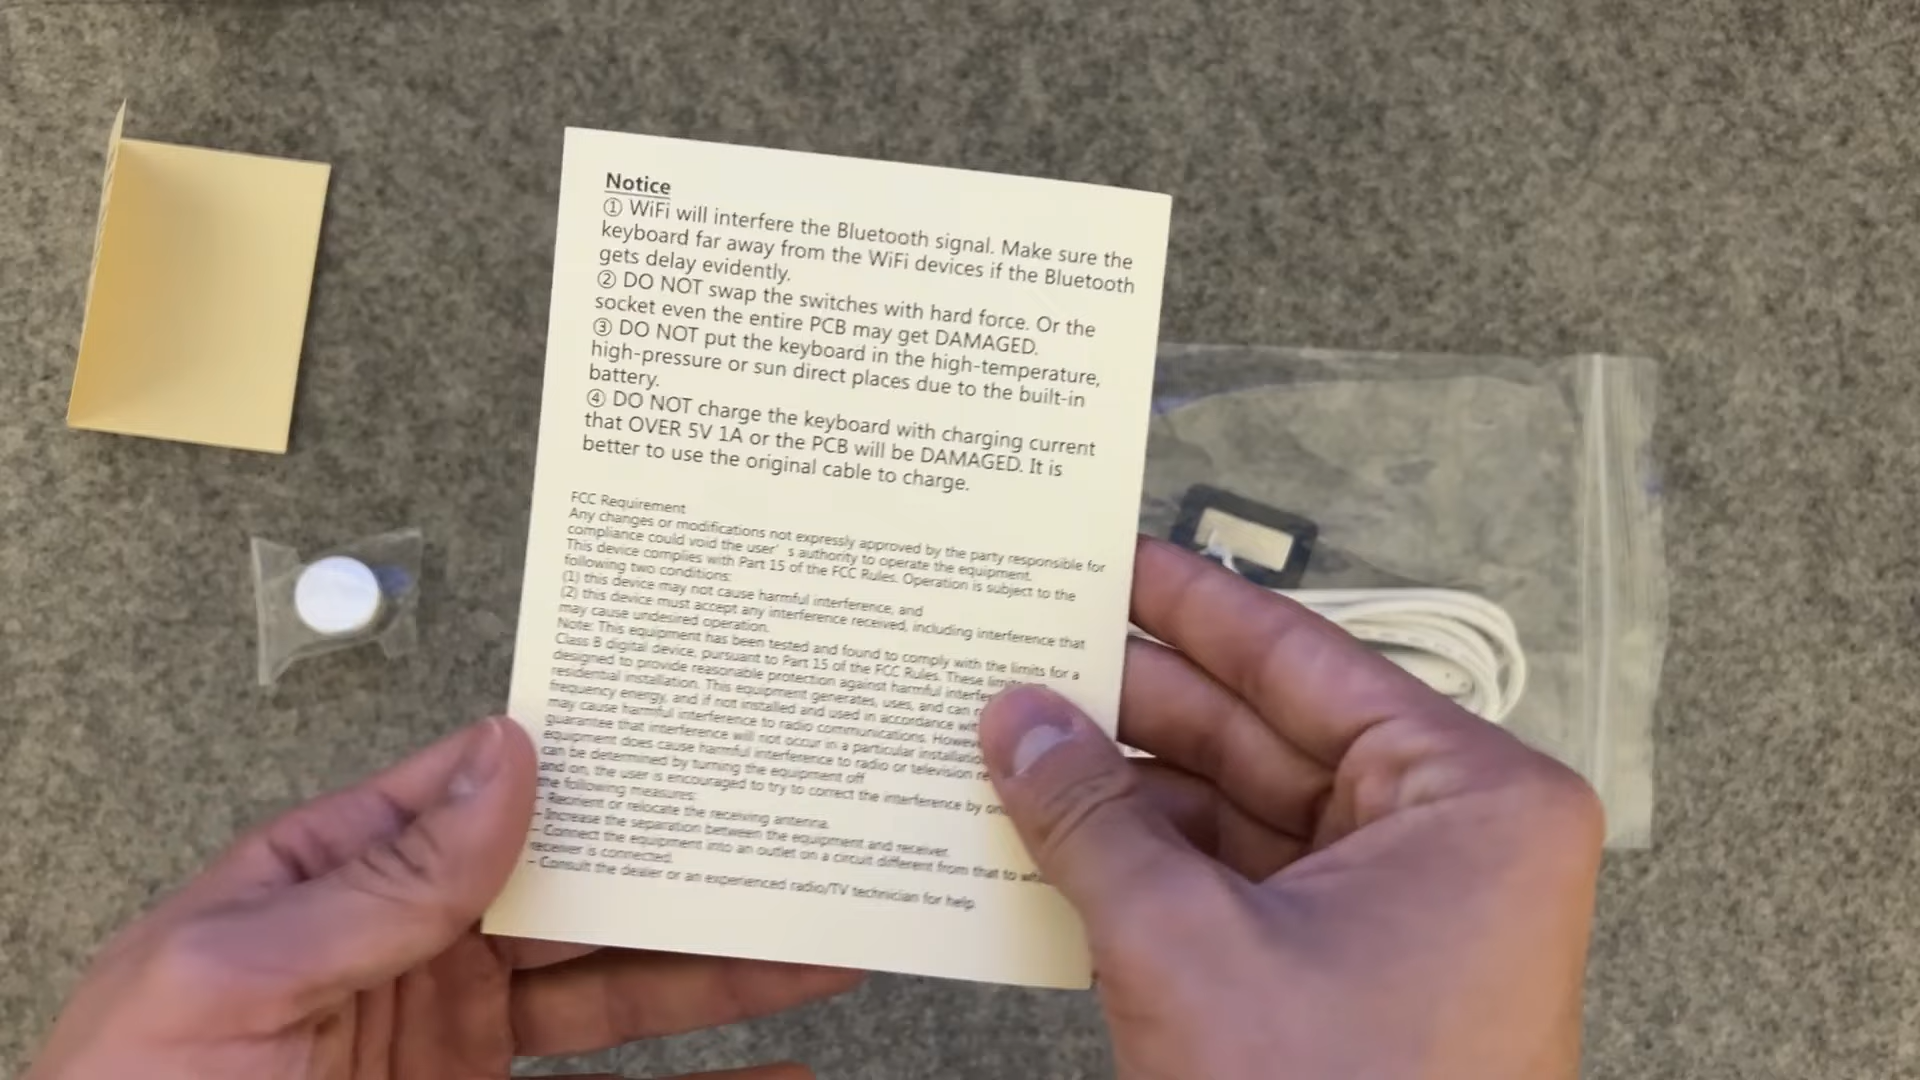 Notice
① WiFi will interfere the Bluetooth signal. Make sure the
keyboard far away from the WiFi devices if the Bluetooth
gets delay evidently.
② DO NOT swap the switches with hard force. Or the
socket even the entire PCB may get DAMAGED.
③ DO NOT put the keyboard in the high-temperature,
high-pressure or sun direct places due to the built-in
battery.
④ DO NOT charge the keyboard with charging current
that OVER 5V 1A or the PCB will be DAMAGED. It is
better to use the original cable to charge.
FCC Requirement
Any changes or modifications not expressly approved by the party responsible for
compliance could void the user's authority to operate the equipment.
This device complies with Part 15 of the FCC Rules. Operation is subject to the
following two conditions:
(1) this device may not cause harmful interference, and
(2) this device must accept any interference received, including interference that
may cause undesired operation.
Note: This equipment has been tested and found to comply with the limits for a
Class B digital device, pursuant to Part 15 of the FCC Rules. These limits
designed to provide reasonable protection against harmful
residential installation. This equipment generates, uses, and can
frequency energy, and if not installed and used in accordance
may cause harmful interference to radio communications.
guarantee that interference will not occur in a particular
equipment does cause harmful interference to radio or television
can be determined by turning the equipment off
and on, the user is encouraged to try to correct the interference by
the following measures:
- Reorient or relocate the receiving antenna.
- Increase the separation between the equipment and receiver.
- Connect the equipment into an outlet on a circuit different from that to
receiver is connected.
- Consult the dealer or an experienced radio/TV technician for help